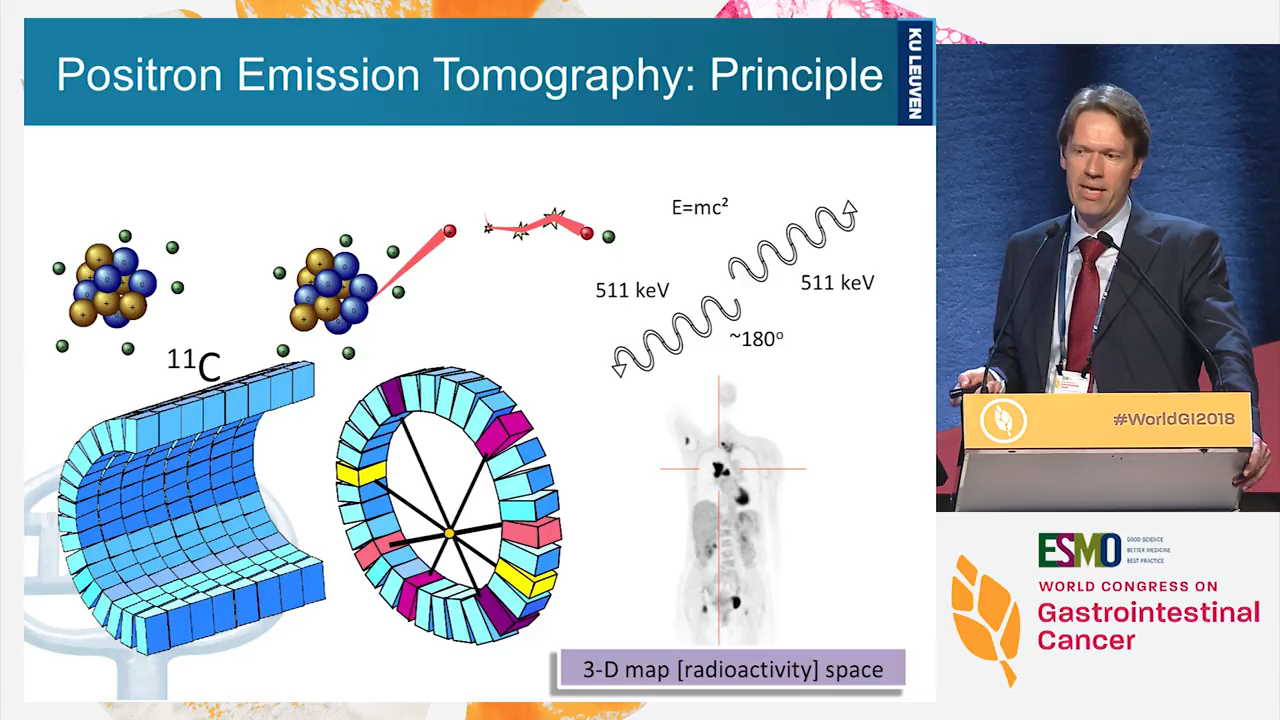 Positron Emission Tomography: Principle
KU LEUVEN
E=mc²
511 keV
511 keV
~180°
¹¹C
3-D map [radioactivity] space
#WorldGI2018
ESMO
GOOD SCIENCE
BETTER MEDICINE
BEST PRACTICE
WORLD CONGRESS ON
Gastrointestinal
Cancer